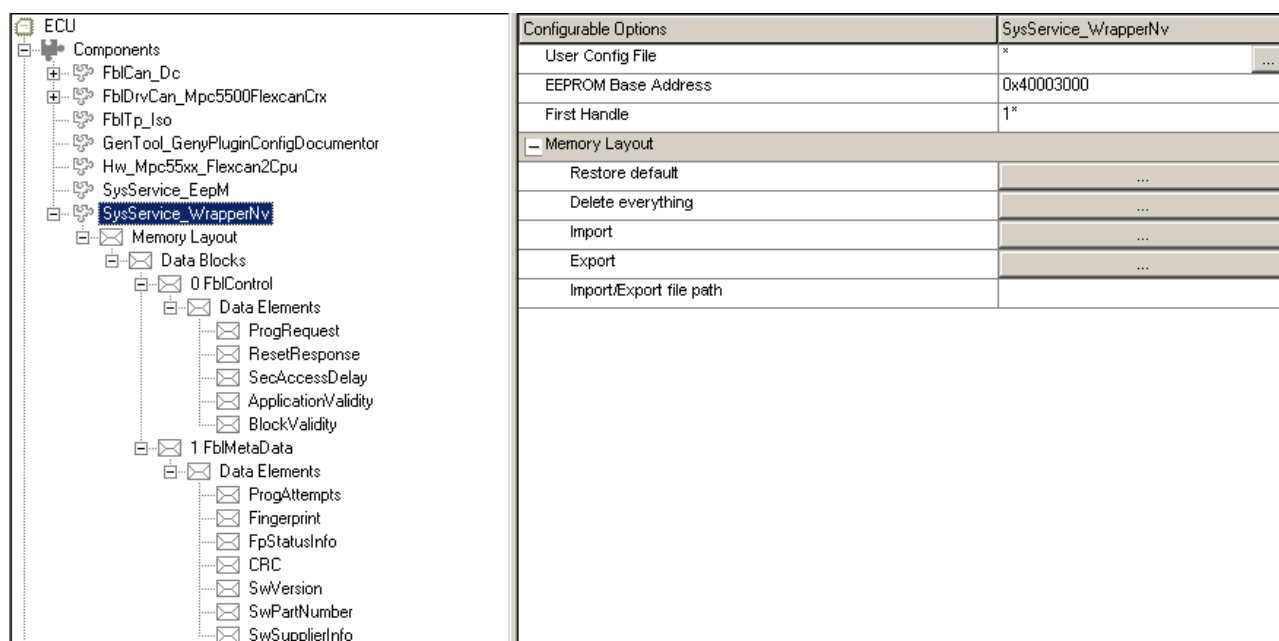 ECU
Components
FblCan_Dc
FblDrvCan_Mpc5500FlexcanCrx
FblTp_Iso
GenTool_GenyPluginConfigDocumentor
Hw_Mpc55xx_Flexcan2Cpu
SysService_EepM
SysService_WrapperNv
Memory Layout
Data Blocks
0 FblControl
Data Elements
ProgRequest
ResetResponse
SecAccessDelay
ApplicationValidity
BlockValidity
1 FblMetaData
Data Elements
ProgAttempts
Fingerprint
FpStatusInfo
CRC
SwVersion
SwPartNumber
SwSupplierInfo
Configurable Options SysService_WrapperNv
User Config File * ...
EEPROM Base Address 0x40003000
First Handle 1*
Memory Layout
Restore default ...
Delete everything ...
Import ...
Export ...
Import/Export file path